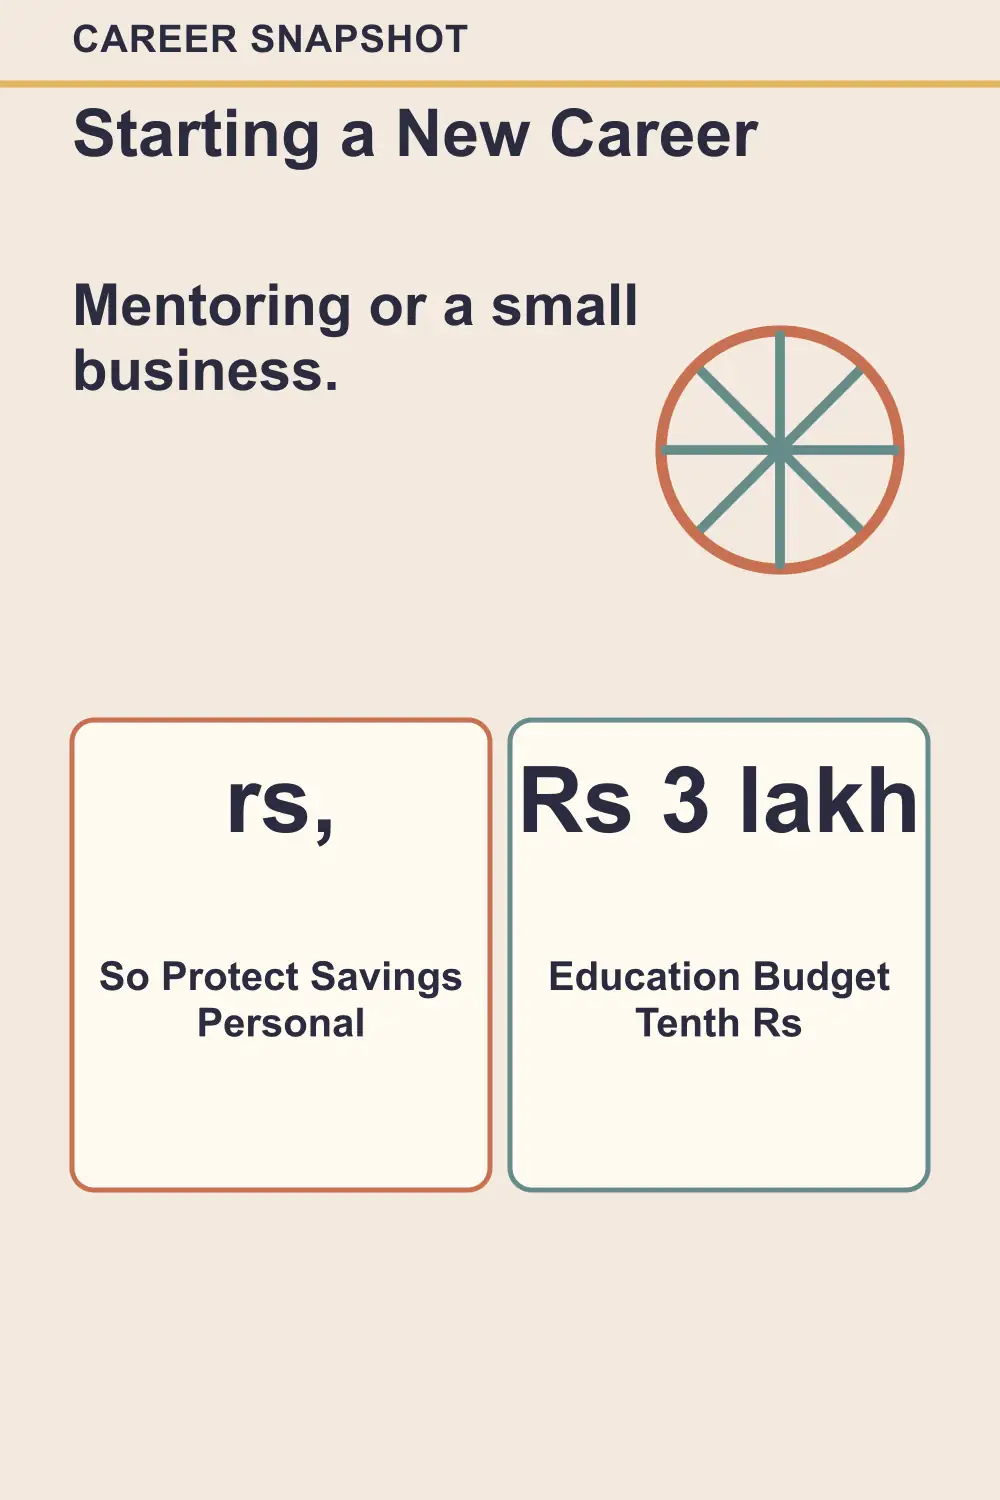 CAREER SNAPSHOT
Starting a New Career
Mentoring or a small
business.
rs,
So Protect Savings
Personal
Rs 3 lakh
Education Budget
Tenth Rs